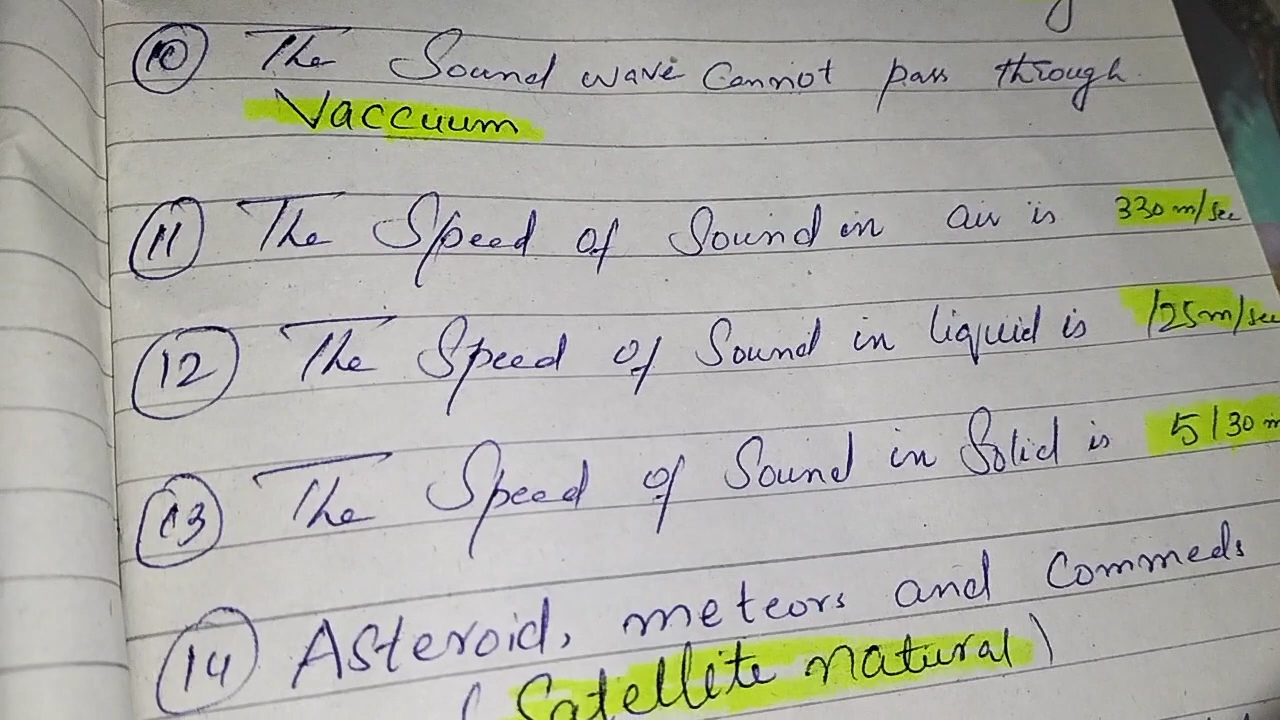 10 The Sound wave Cannot pass through.
Vaccuum
11 The Speed of Sound in air is 330 m/sec
12 The Speed of Sound in liquid is 125m/sec
13 The Speed of Sound in Solid is 5130 m
14 Asteroid, meteors and Commeds
(Satellite natural)